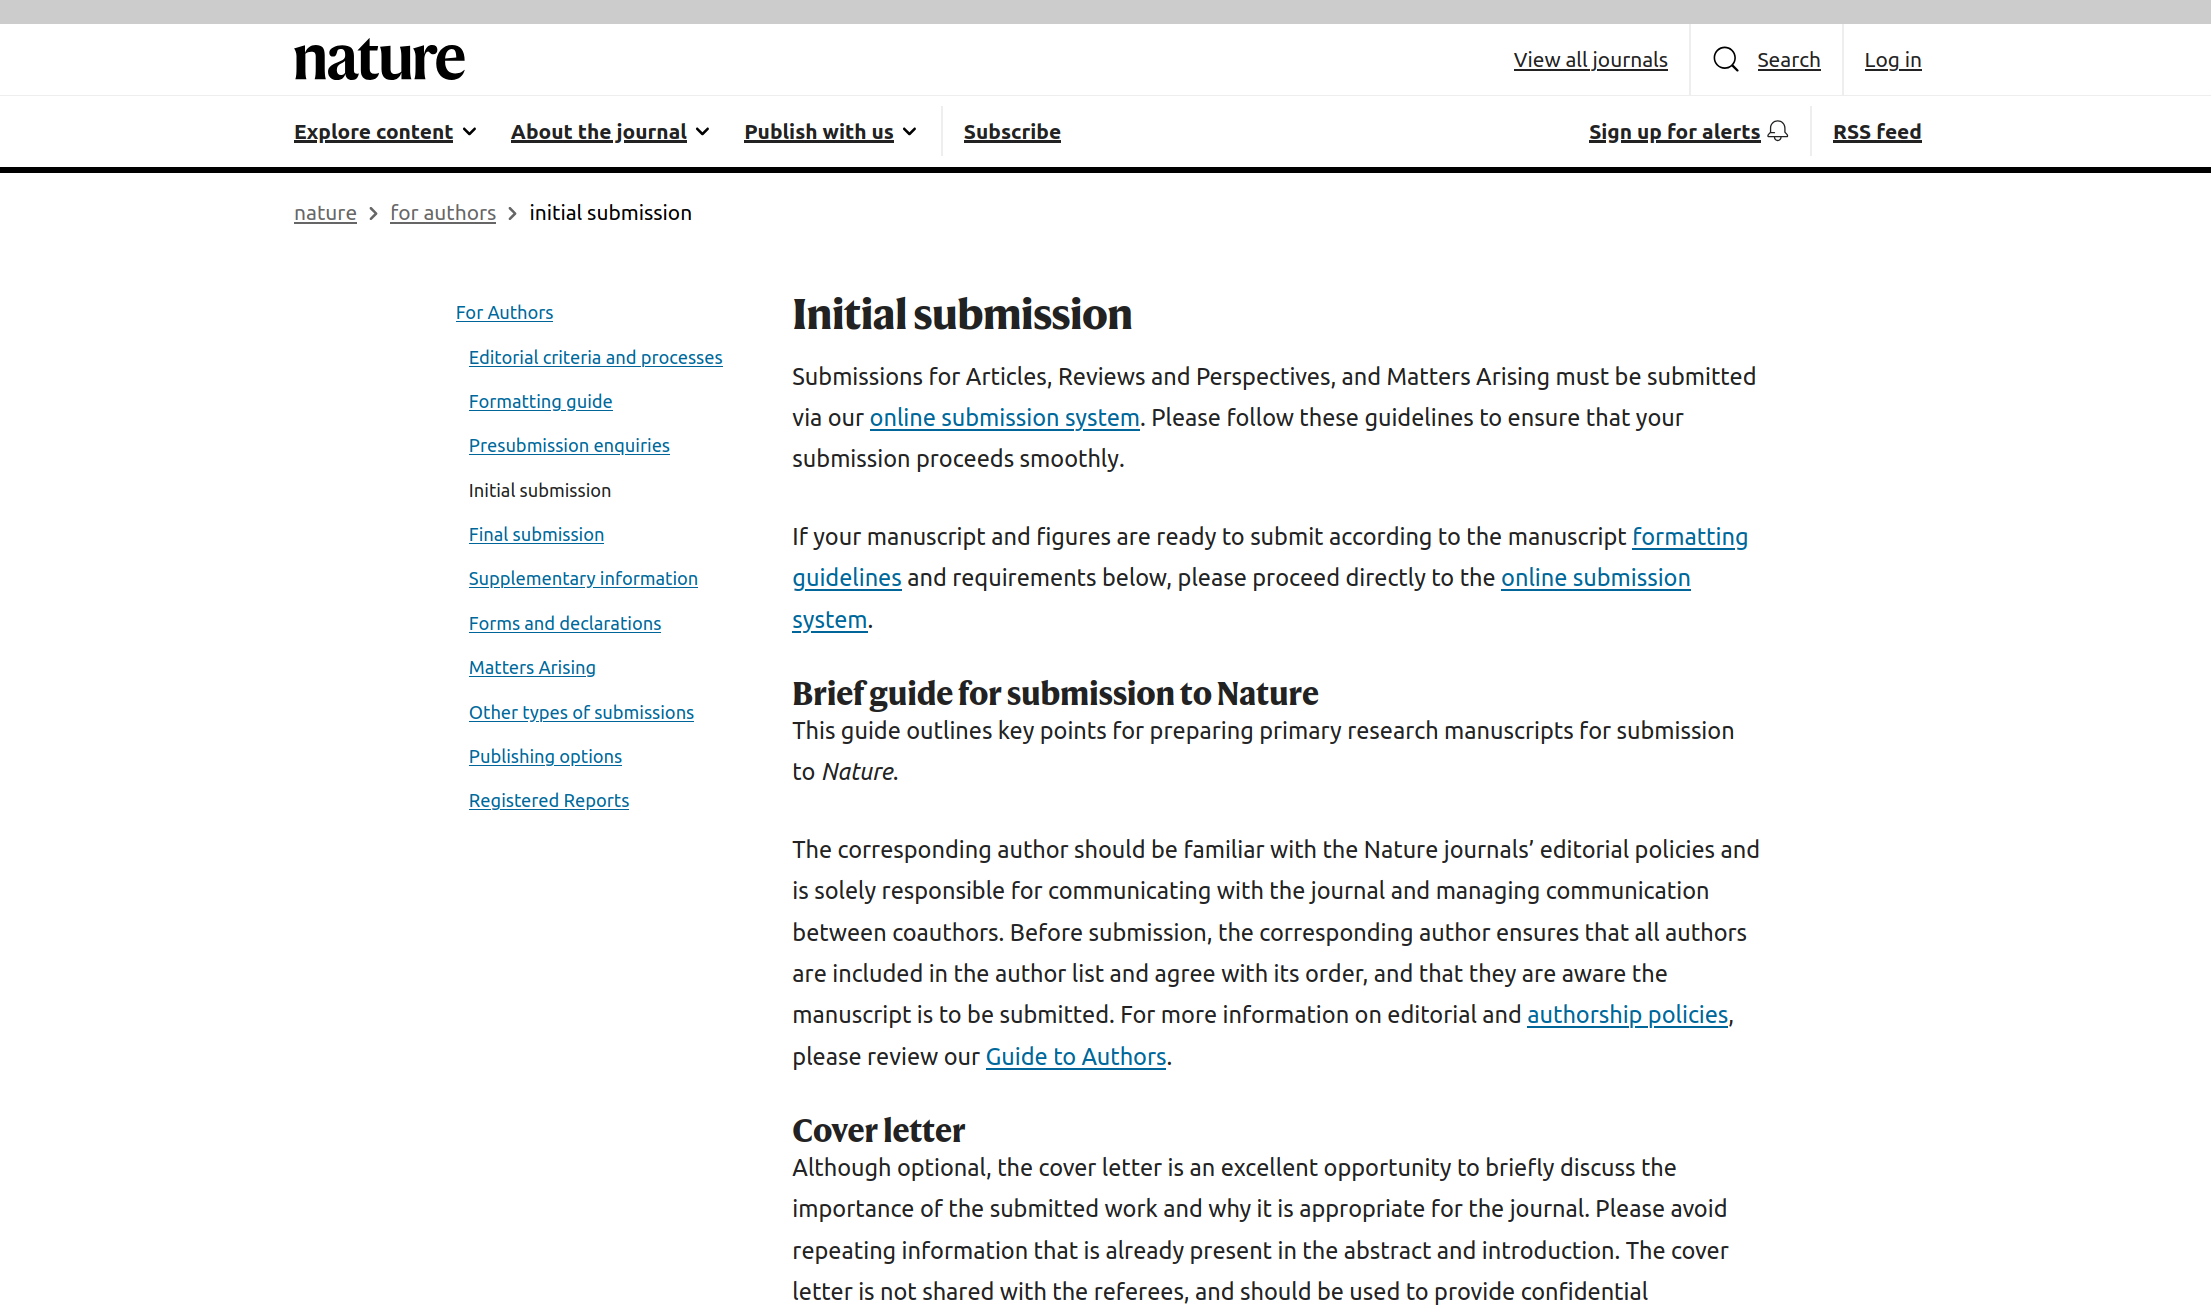 nature
View all journals
Search
Log in
Explore content
About the journal
Publish with us
Subscribe
Sign up for alerts
RSS feed
nature > for authors > initial submission
For Authors
Editorial criteria and processes
Formatting guide
Presubmission enquiries
Initial submission
Final submission
Supplementary information
Forms and declarations
Matters Arising
Other types of submissions
Publishing options
Registered Reports
Initial submission
Submissions for Articles, Reviews and Perspectives, and Matters Arising must be submitted
via our online submission system. Please follow these guidelines to ensure that your
submission proceeds smoothly.
If your manuscript and figures are ready to submit according to the manuscript formatting
guidelines and requirements below, please proceed directly to the online submission
system.
Brief guide for submission to Nature
This guide outlines key points for preparing primary research manuscripts for submission
to Nature.
The corresponding author should be familiar with the Nature journals’ editorial policies and
is solely responsible for communicating with the journal and managing communication
between coauthors. Before submission, the corresponding author ensures that all authors
are included in the author list and agree with its order, and that they are aware the
manuscript is to be submitted. For more information on editorial and authorship policies,
please review our Guide to Authors.
Cover letter
Although optional, the cover letter is an excellent opportunity to briefly discuss the
importance of the submitted work and why it is appropriate for the journal. Please avoid
repeating information that is already present in the abstract and introduction. The cover
letter is not shared with the referees, and should be used to provide confidential